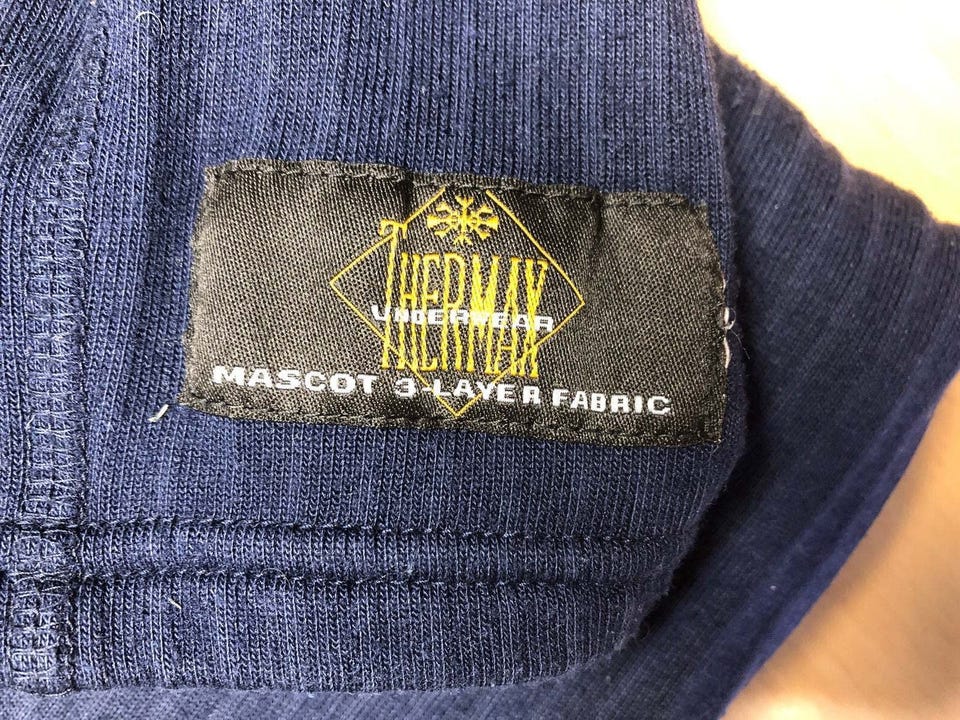 THERMAX
UNDERWEAR
MASCOT 3-LAYER FABRIC